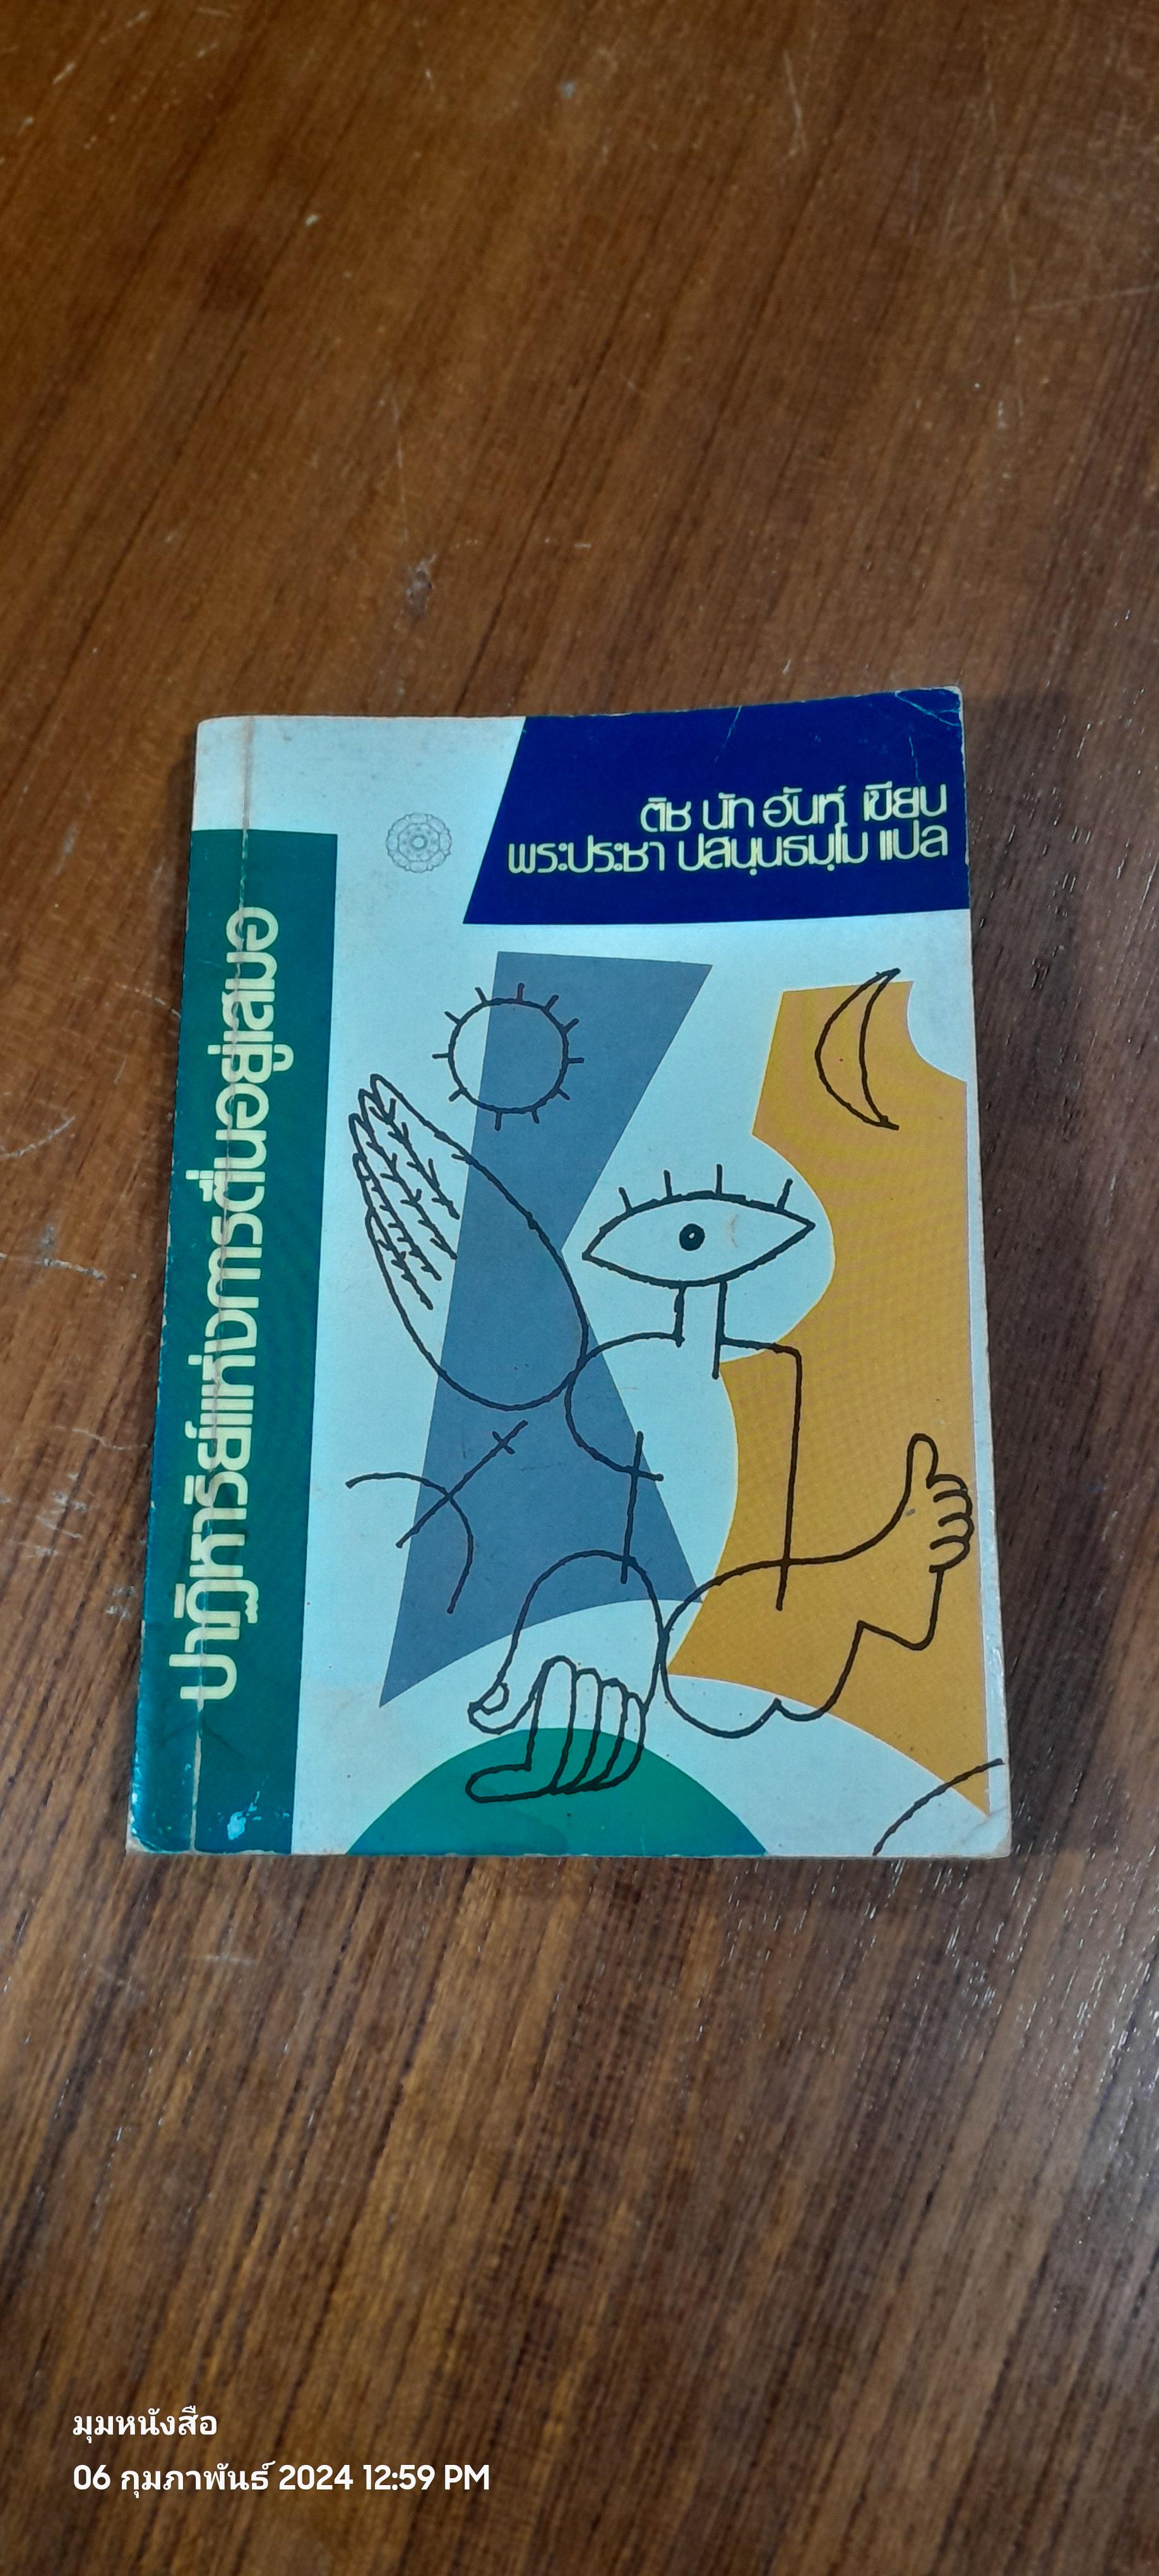 ติช นัท ฮันท์ เขียน
พระประชา ปสนฺนธมฺโม แปล
ปาฏิหาริย์แห่งการตื่นอยู่เสมอ
มุมหนังสือ
06 กุมภาพันธ์ 2024 12:59 PM